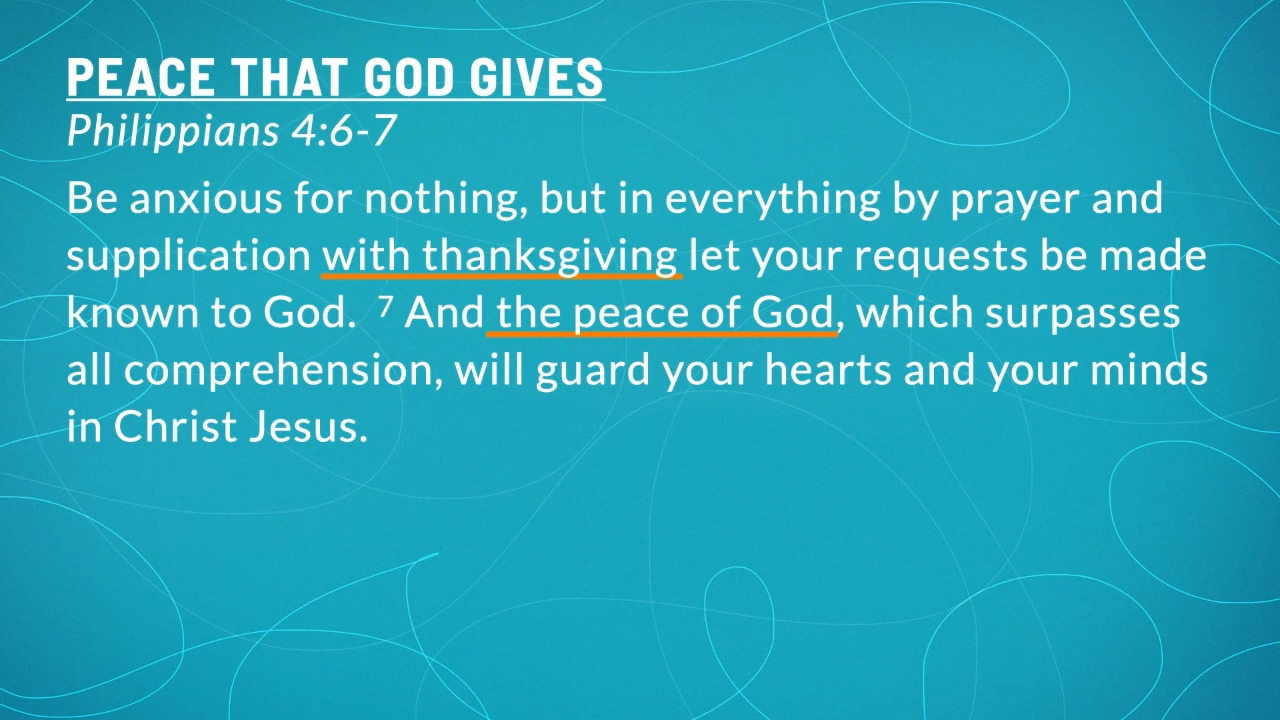 PEACE THAT GOD GIVES
Philippians 4:6-7
Be anxious for nothing, but in everything by prayer and
supplication with thanksgiving let your requests be made
known to God. ⁷ And the peace of God, which surpasses
all comprehension, will guard your hearts and your minds
in Christ Jesus.